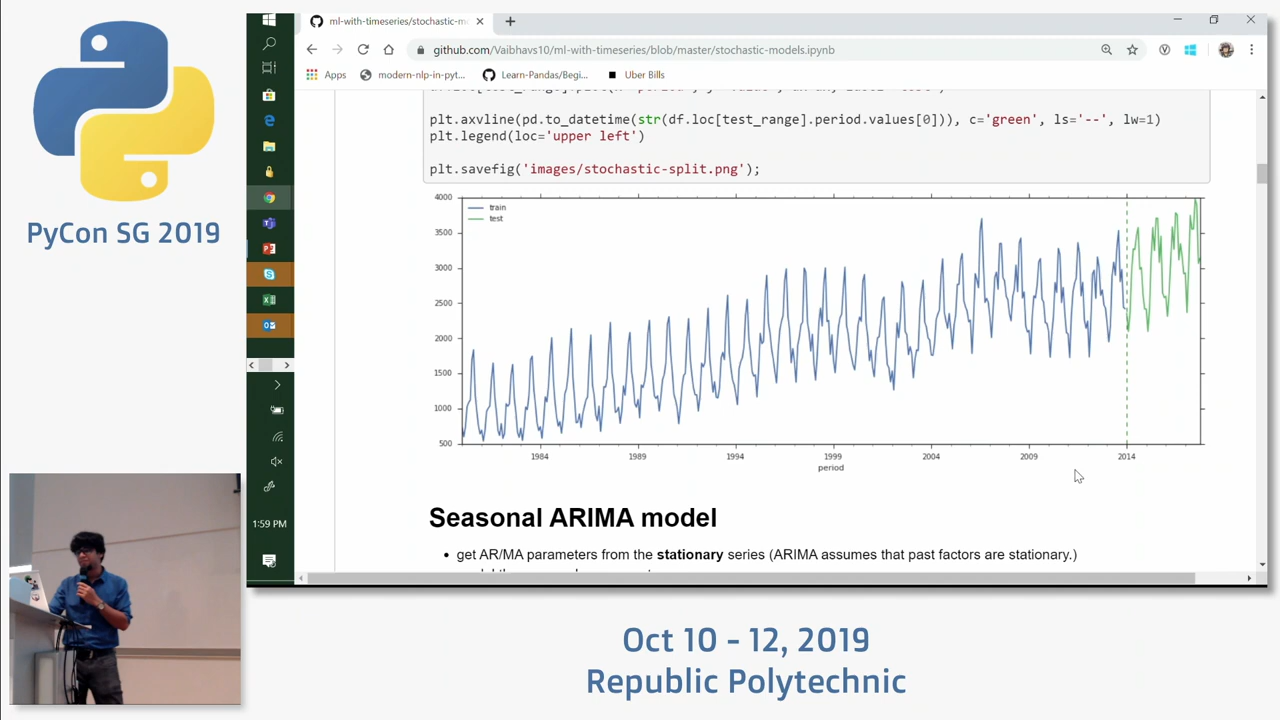 ml-with-timeseries/stochastic-m
github.com/Vaibhavs10/ml-with-timeseries/blob/master/stochastic-models.ipynb
Apps
modern-nlp-in-pyt...
Learn-Pandas/Begi...
Uber Bills
plt.axvline(pd.to_datetime(str(df.loc[test_range].period.values[0])), c='green', ls='--', lw=1)
plt.legend(loc='upper left')
plt.savefig('images/stochastic-split.png');
4000
3500
3000
2500
2000
1500
1000
500
train
test
1984
1989
1994
1999
2004
2009
2014
period
Seasonal ARIMA model
• get AR/MA parameters from the stationary series (ARIMA assumes that past factors are stationary.)
1:59 PM
PyCon SG 2019
Oct 10 - 12, 2019
Republic Polytechnic